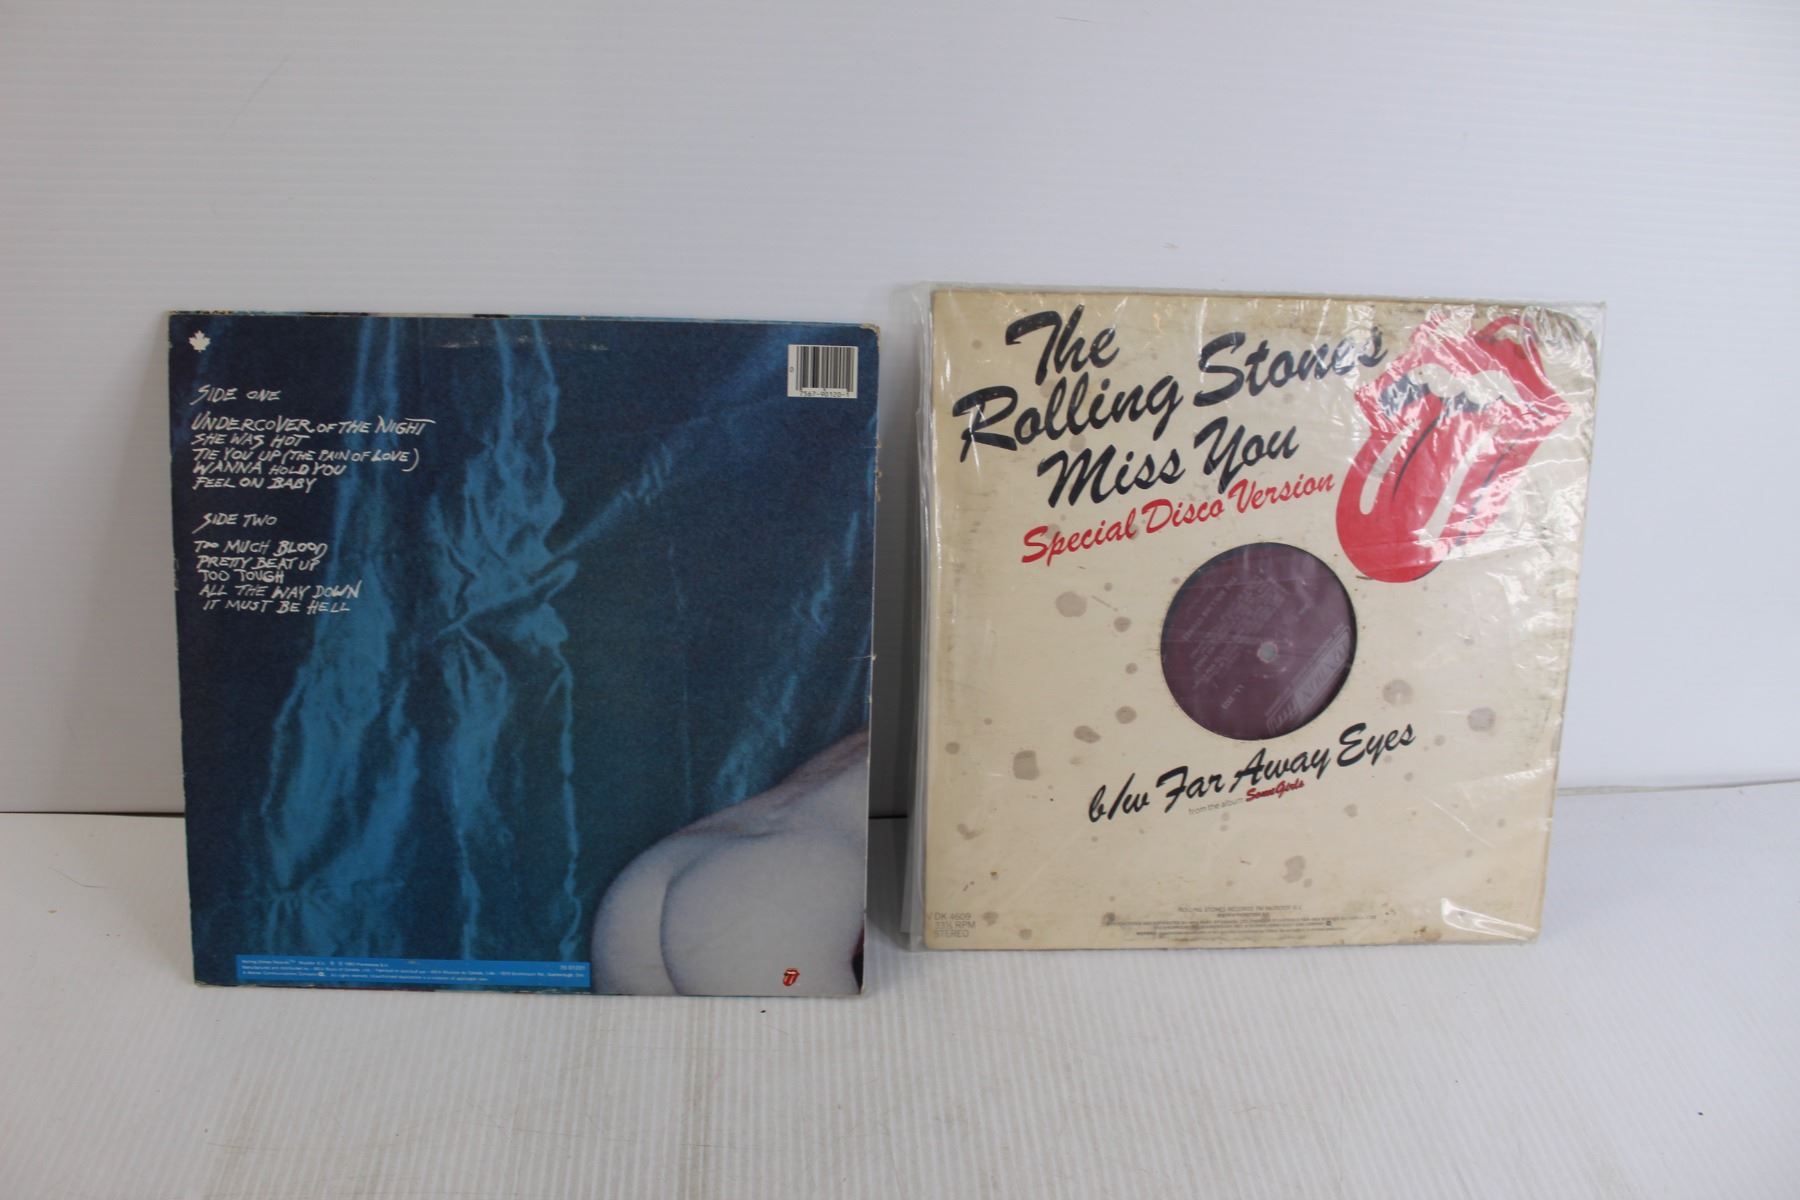 SIDE ONE
UNDERCOVER OF THE NIGHT
SHE WAS HOT
TIE YOU UP (THE PAIN OF LOVE)
WANNA HOLD YOU
FEEL ON BABY
SIDE TWO
TOO MUCH BLOOD
PRETTY BEAT UP
TOO TOUGH
ALL THE WAY DOWN
IT MUST BE HELL
The
Rolling Stones
Miss You
Special Disco Version
b/w Far Away Eyes
from the album Some Girls
DK 4609
33⅓ RPM
STEREO